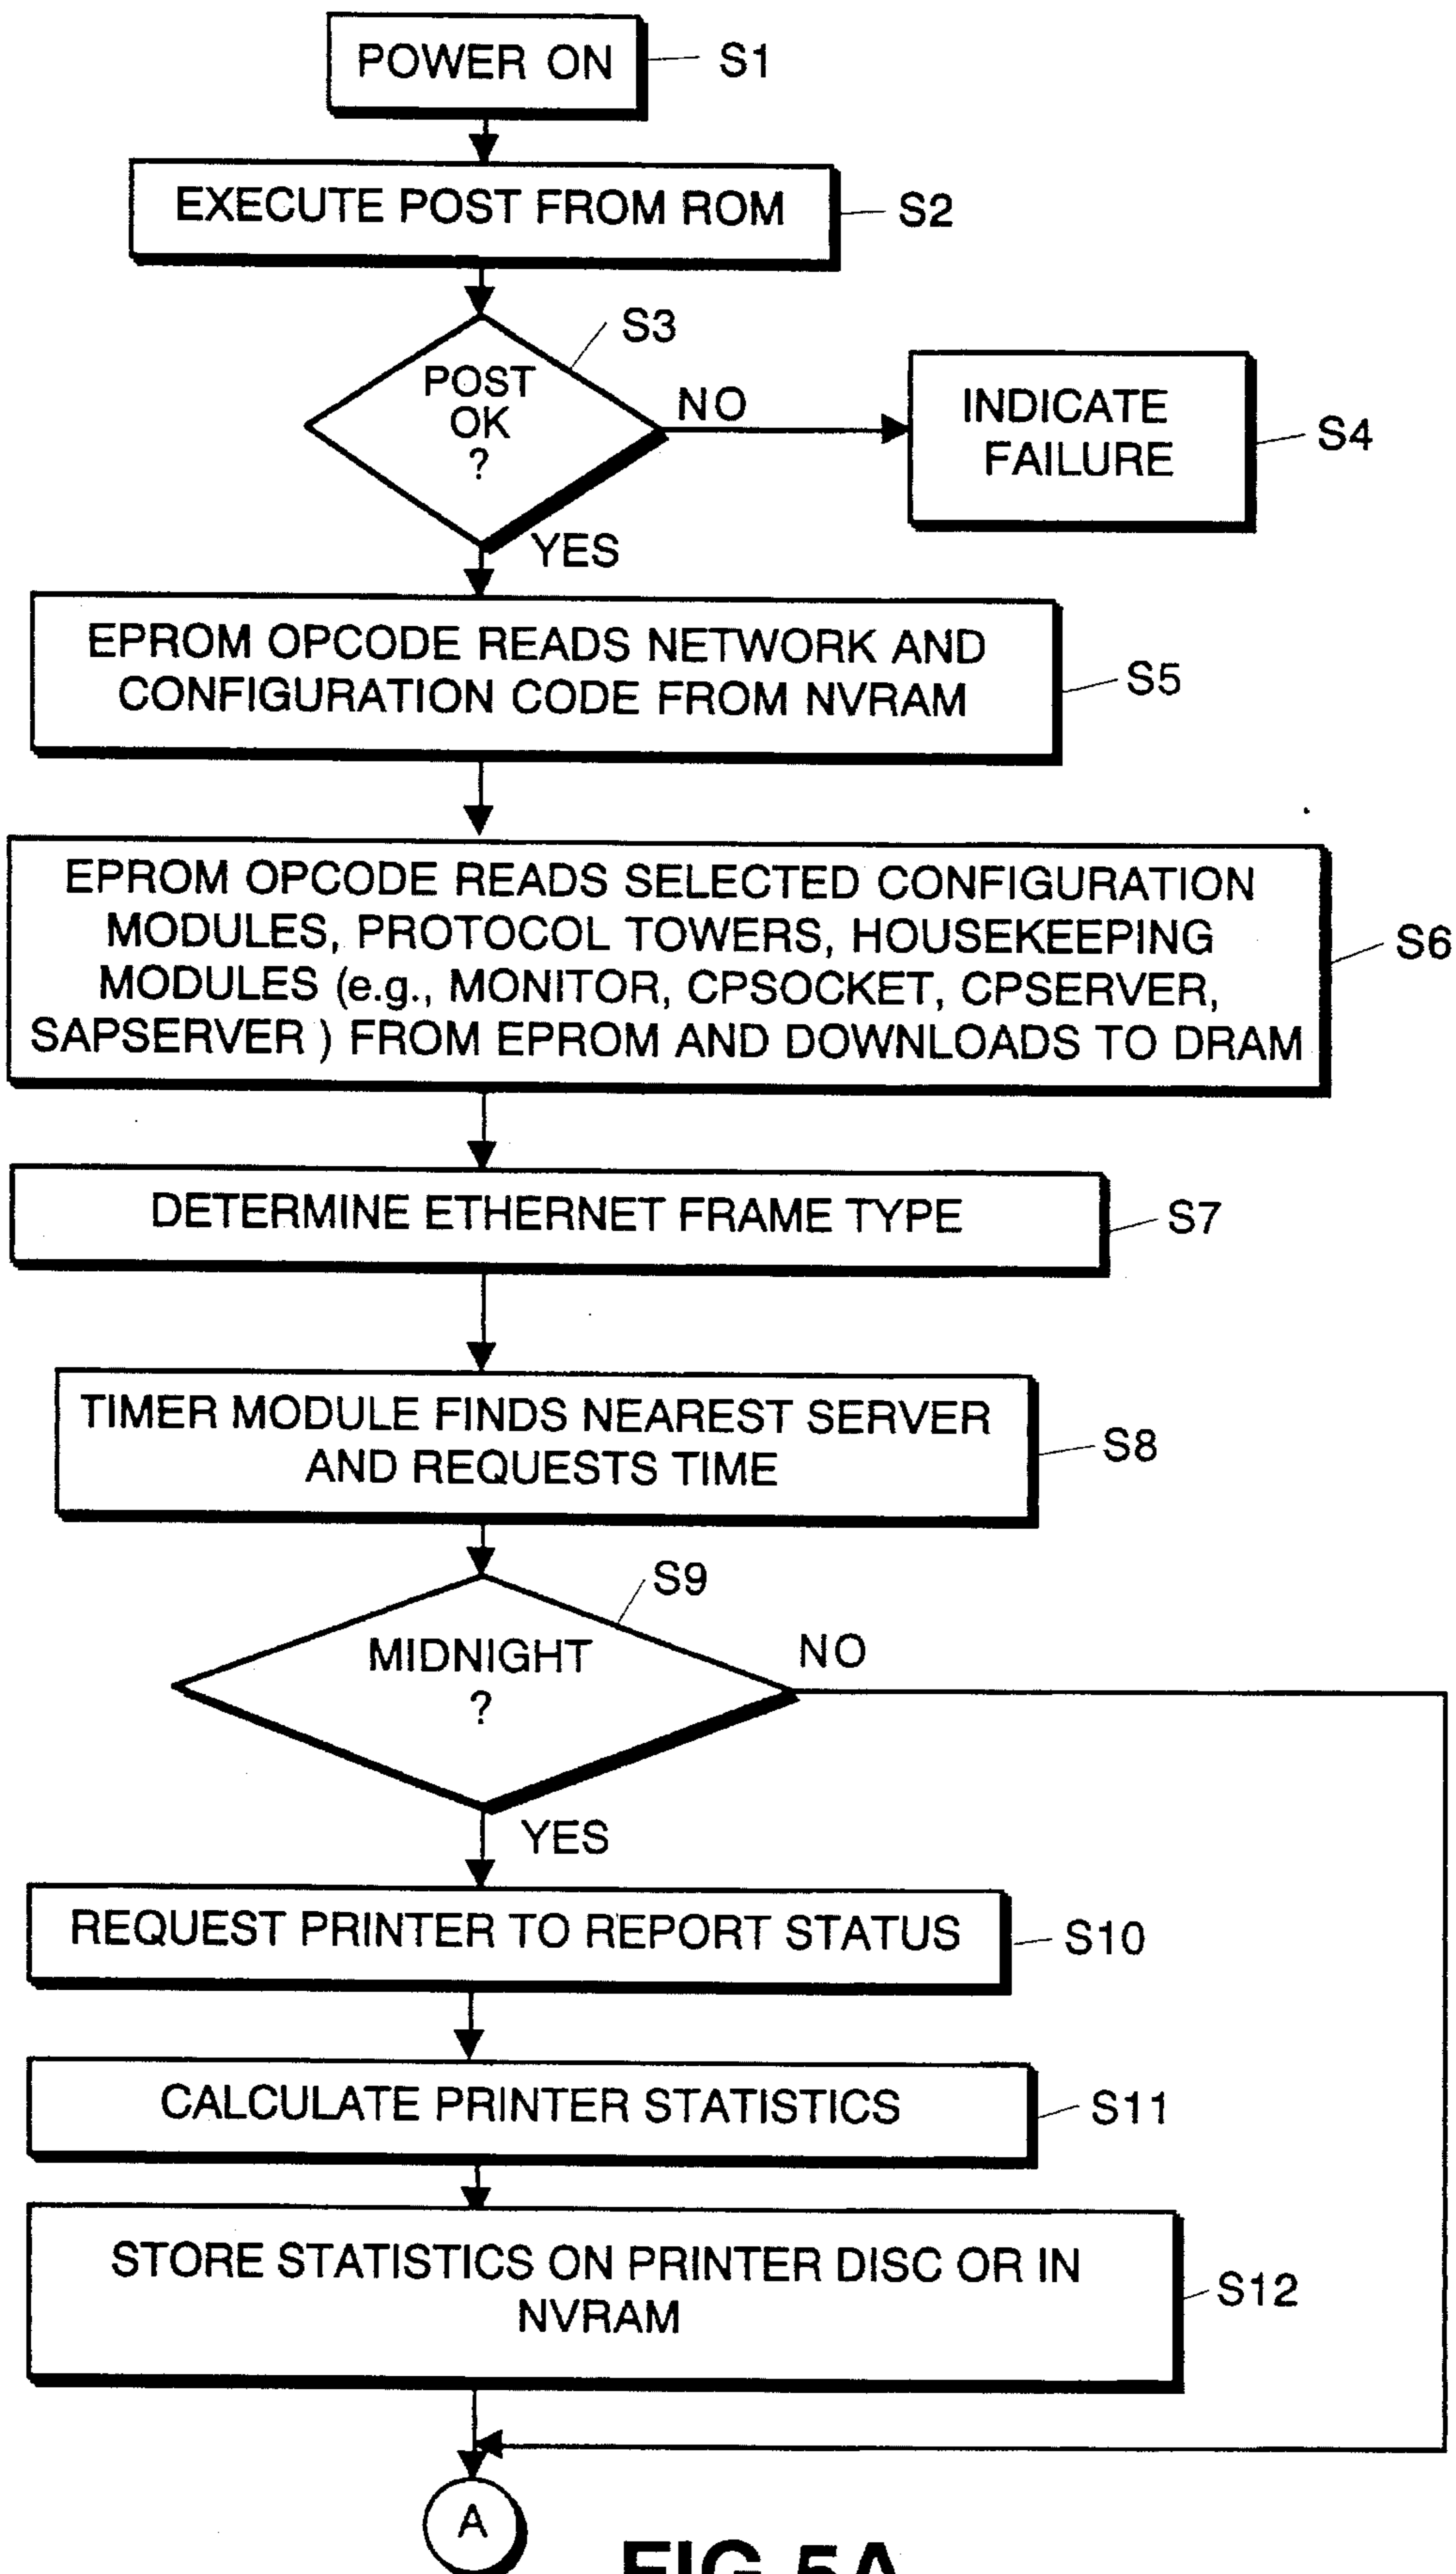 POWER ON
S1
EXECUTE POST FROM ROM
S2
S3
POST
OK
?
NO
INDICATE
FAILURE
S4
YES
EPROM OPCODE READS NETWORK AND
CONFIGURATION CODE FROM NVRAM
S5
EPROM OPCODE READS SELECTED CONFIGURATION
MODULES, PROTOCOL TOWERS, HOUSEKEEPING
MODULES (e.g., MONITOR, CPSOCKET, CPSERVER,
SAPSERVER ) FROM EPROM AND DOWNLOADS TO DRAM
S6
DETERMINE ETHERNET FRAME TYPE
S7
TIMER MODULE FINDS NEAREST SERVER
AND REQUESTS TIME
S8
S9
MIDNIGHT
?
NO
YES
REQUEST PRINTER TO REPORT STATUS
S10
CALCULATE PRINTER STATISTICS
S11
STORE STATISTICS ON PRINTER DISC OR IN
NVRAM
S12
A
FIG.5A